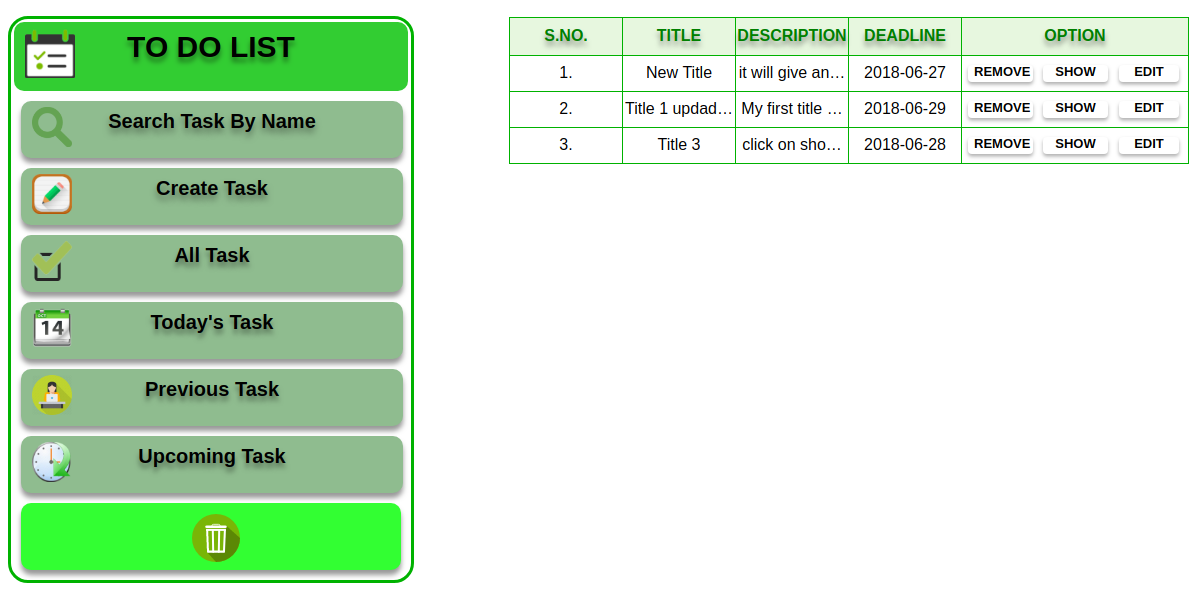 TO DO LIST
Search Task By Name
Create Task
All Task
14
Today's Task
Previous Task
Upcoming Task
S.NO. TITLE DESCRIPTION DEADLINE OPTION
1. New Title it will give an... 2018-06-27 REMOVE SHOW EDIT
2. Title 1 updad... My first title ... 2018-06-29 REMOVE SHOW EDIT
3. Title 3 click on sho... 2018-06-28 REMOVE SHOW EDIT